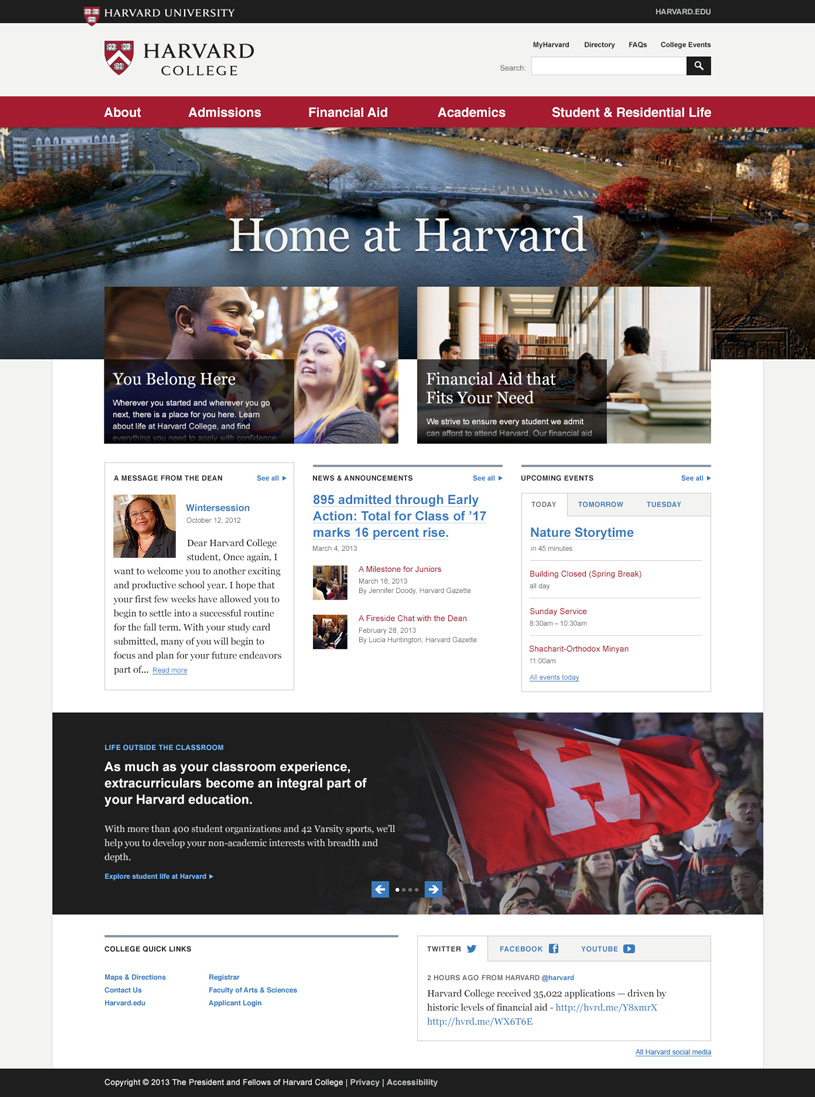 HARVARD UNIVERSITY
HARVARD.EDU
HARVARD
COLLEGE
MyHarvard Directory FAQs College Events
Search:
About Admissions Financial Aid Academics Student & Residential Life
Home at Harvard
You Belong Here
Wherever you started and wherever you go
next, there is a place for you here. Learn
about life at Harvard College, and find
everything you need to apply with confidence
Financial Aid that
Fits Your Need
We strive to ensure every student we admit
can afford to attend Harvard. Our financial aid
A MESSAGE FROM THE DEAN See all
Wintersession
October 12, 2012
Dear Harvard College
student, Once again, I
want to welcome you to another exciting
and productive school year. I hope that
your first few weeks have allowed you to
begin to settle into a successful routine
for the fall term. With your study card
submitted, many of you will begin to
focus and plan for your future endeavors
part of... Read more
NEWS & ANNOUNCEMENTS See all
895 admitted through Early
Action: Total for Class of ’17
marks 16 percent rise.
March 4, 2013
A Milestone for Juniors
March 18, 2013
By Jennifer Doody, Harvard Gazette
A Fireside Chat with the Dean
February 28, 2013
By Lucia Huntington, Harvard Gazette
UPCOMING EVENTS See all
TODAY TOMORROW TUESDAY
Nature Storytime
in 45 minutes
Building Closed (Spring Break)
all day
Sunday Service
8:30am – 10:30am
Shacharit-Orthodox Minyan
11:00am
All events today
LIFE OUTSIDE THE CLASSROOM
As much as your classroom experience,
extracurriculars become an integral part of
your Harvard education.
With more than 400 student organizations and 42 Varsity sports, we’ll
help you to develop your non-academic interests with breadth and
depth.
Explore student life at Harvard
H
COLLEGE QUICK LINKS
Maps & Directions Registrar
Contact Us Faculty of Arts & Sciences
Harvard.edu Applicant Login
TWITTER FACEBOOK YOUTUBE
2 HOURS AGO FROM HARVARD @harvard
Harvard College received 35,022 applications — driven by
historic levels of financial aid - http://hvrd.me/Y8xmrX
http://hvrd.me/WX6T6E
All Harvard social media
Copyright © 2013 The President and Fellows of Harvard College | Privacy | Accessibility